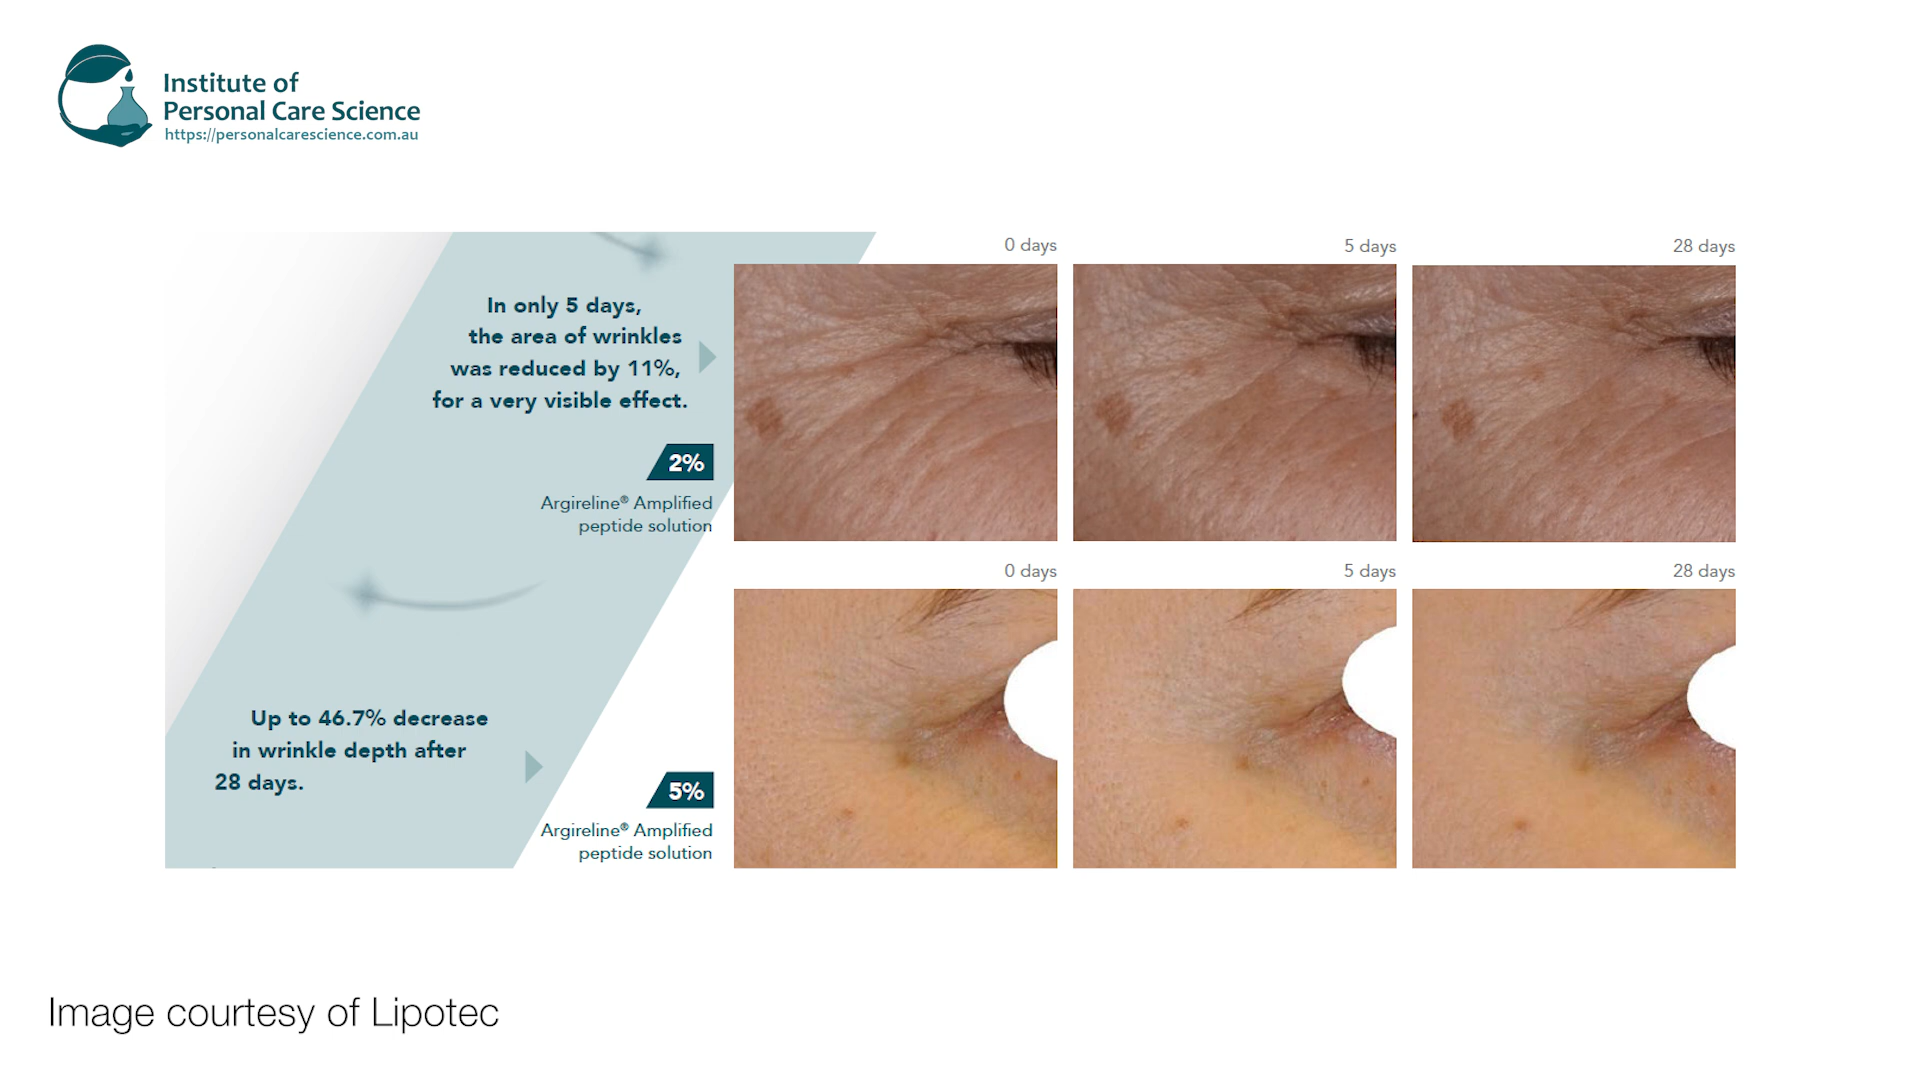 Institute of
Personal Care Science
https://personalcarescience.com.au
In only 5 days,
the area of wrinkles
was reduced by 11%,
for a very visible effect.
2%
Argireline® Amplified
peptide solution
0 days
5 days
28 days
Up to 46.7% decrease
in wrinkle depth after
28 days.
5%
Argireline® Amplified
peptide solution
0 days
5 days
28 days
Image courtesy of Lipotec